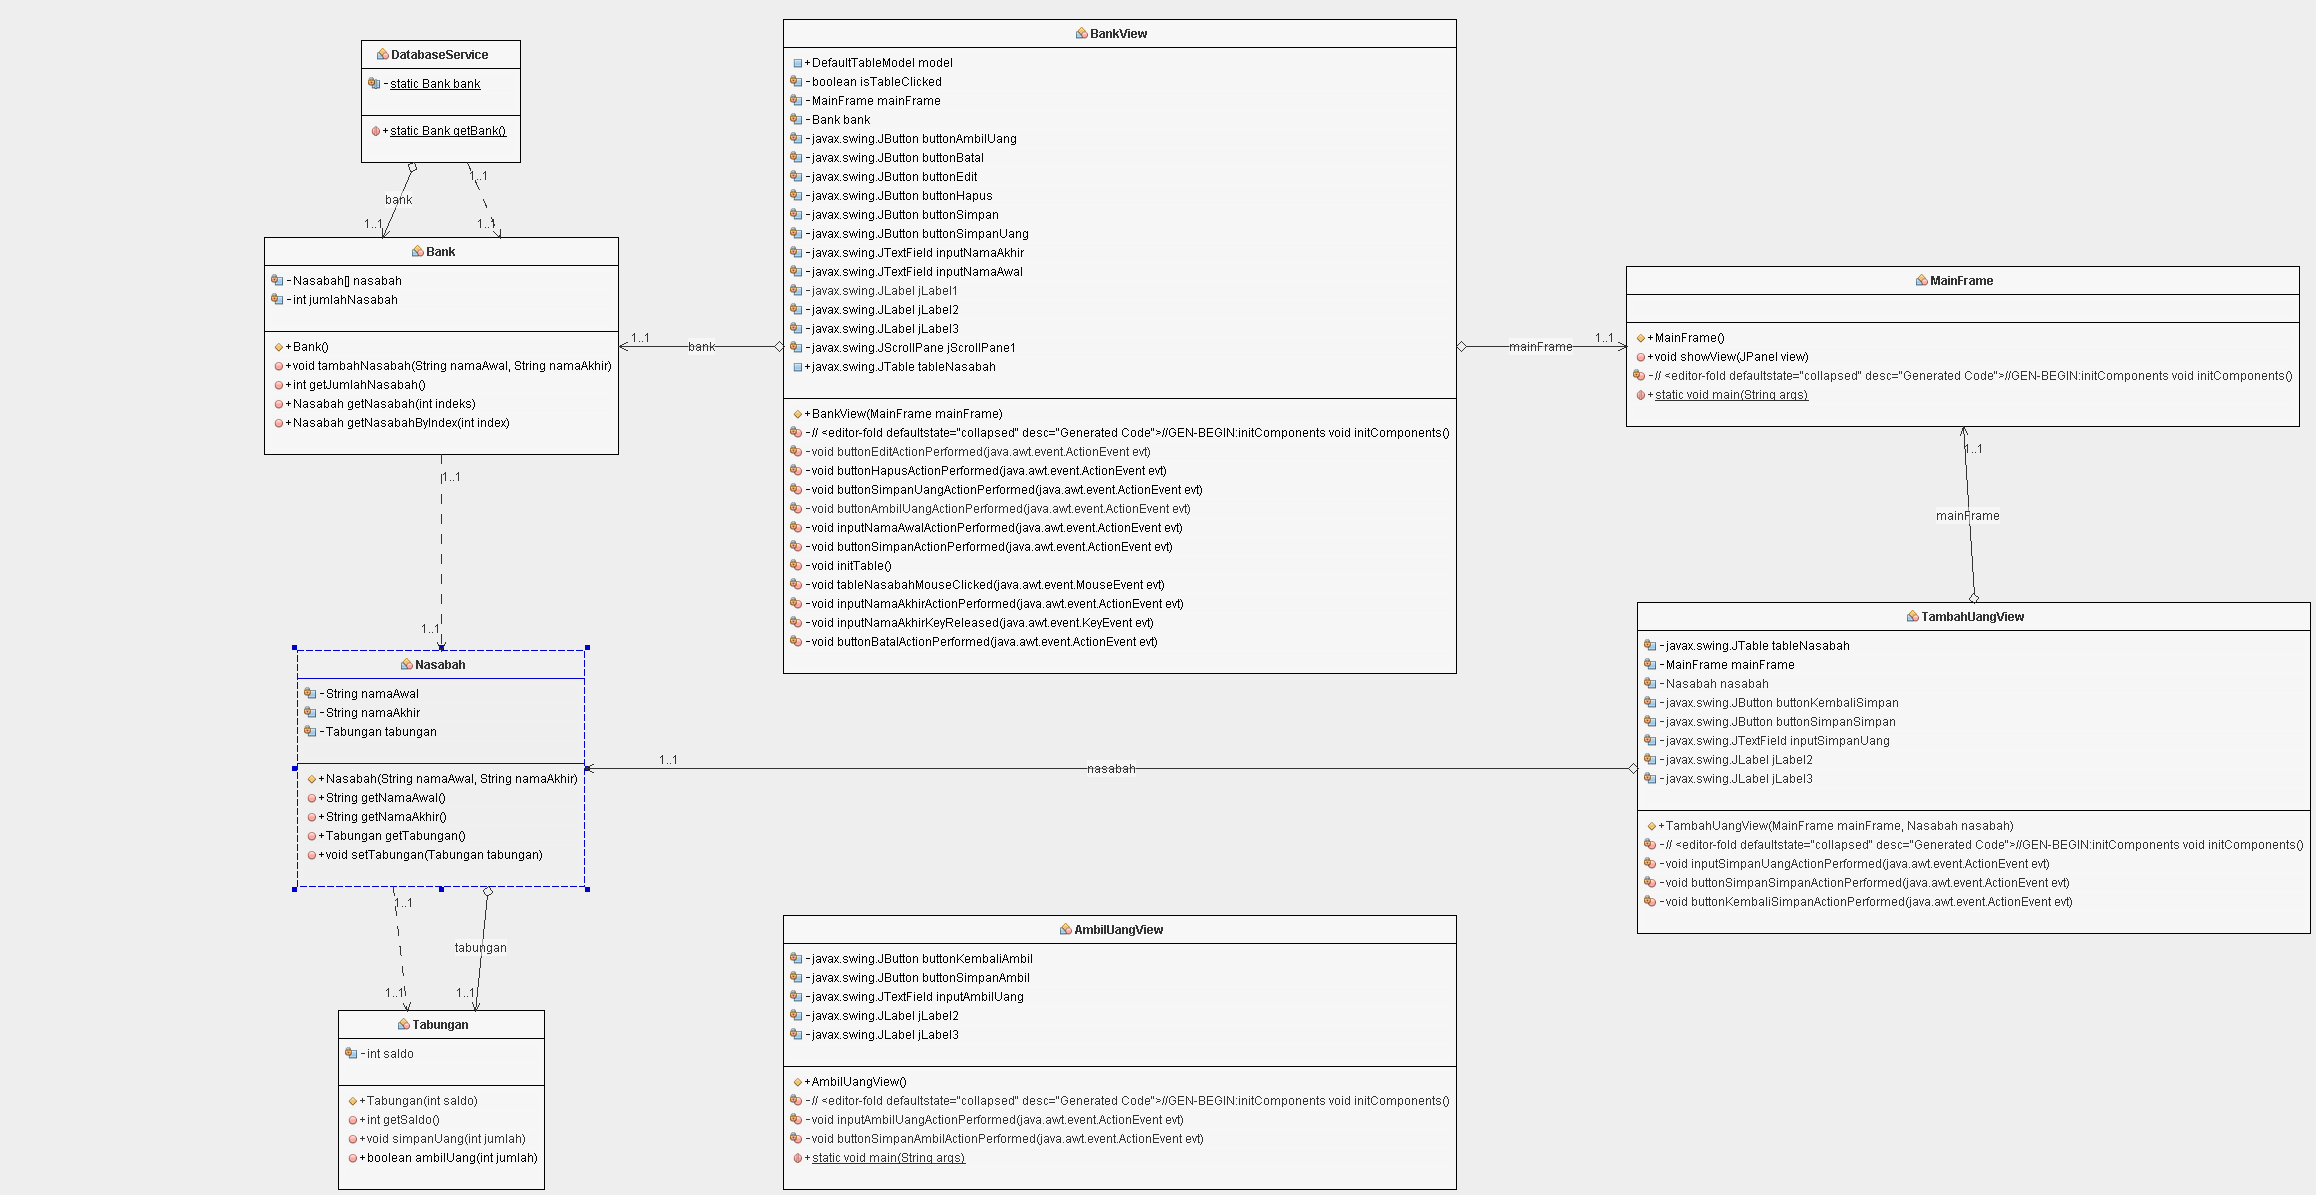 DatabaseService
- static Bank bank
+ static Bank getBank()
1..1
bank
1..1
1..1
Bank
- Nasabah[] nasabah
- int jumlahNasabah
+ Bank()
+ void tambahNasabah(String namaAwal, String namaAkhir)
+ int getJumlahNasabah()
+ Nasabah getNasabah(int indeks)
+ Nasabah getNasabahByIndex(int index)
1..1
1..1
Nasabah
- String namaAwal
- String namaAkhir
- Tabungan tabungan
+ Nasabah(String namaAwal, String namaAkhir)
+ String getNamaAwal()
+ String getNamaAkhir()
+ Tabungan getTabungan()
+ void setTabungan(Tabungan tabungan)
1..1
tabungan
1..1
1..1
Tabungan
- int saldo
+ Tabungan(int saldo)
+ int getSaldo()
+ void simpanUang(int jumlah)
+ boolean ambilUang(int jumlah)
BankView
+ DefaultTableModel model
- boolean isTableClicked
- MainFrame mainFrame
- Bank bank
- javax.swing.JButton buttonAmbilUang
- javax.swing.JButton buttonBatal
- javax.swing.JButton buttonEdit
- javax.swing.JButton buttonHapus
- javax.swing.JButton buttonSimpan
- javax.swing.JButton buttonSimpanUang
- javax.swing.JTextField inputNamaAkhir
- javax.swing.JTextField inputNamaAwal
- javax.swing.JLabel jLabel1
- javax.swing.JLabel jLabel2
- javax.swing.JLabel jLabel3
- javax.swing.JScrollPane jScrollPane1
+ javax.swing.JTable tableNasabah
+ BankView(MainFrame mainFrame)
- // <editor-fold defaultstate="collapsed" desc="Generated Code">//GEN-BEGIN:initComponents void initComponents()
- void buttonEditActionPerformed(java.awt.event.ActionEvent evt)
- void buttonHapusActionPerformed(java.awt.event.ActionEvent evt)
- void buttonSimpanUangActionPerformed(java.awt.event.ActionEvent evt)
- void buttonAmbilUangActionPerformed(java.awt.event.ActionEvent evt)
- void inputNamaAwalActionPerformed(java.awt.event.ActionEvent evt)
- void buttonSimpanActionPerformed(java.awt.event.ActionEvent evt)
- void initTable()
- void tableNasabahMouseClicked(java.awt.event.MouseEvent evt)
- void inputNamaAkhirActionPerformed(java.awt.event.ActionEvent evt)
- void inputNamaAkhirKeyReleased(java.awt.event.KeyEvent evt)
- void buttonBatalActionPerformed(java.awt.event.ActionEvent evt)
1..1
bank
mainFrame
1..1
MainFrame
+ MainFrame()
+ void showView(JPanel view)
- // <editor-fold defaultstate="collapsed" desc="Generated Code">//GEN-BEGIN:initComponents void initComponents()
+ static void main(String args)
1..1
mainFrame
TambahUangView
- javax.swing.JTable tableNasabah
- MainFrame mainFrame
- Nasabah nasabah
- javax.swing.JButton buttonKembaliSimpan
- javax.swing.JButton buttonSimpanSimpan
- javax.swing.JTextField inputSimpanUang
- javax.swing.JLabel jLabel2
- javax.swing.JLabel jLabel3
+ TambahUangView(MainFrame mainFrame, Nasabah nasabah)
- // <editor-fold defaultstate="collapsed" desc="Generated Code">//GEN-BEGIN:initComponents void initComponents()
- void inputSimpanUangActionPerformed(java.awt.event.ActionEvent evt)
- void buttonSimpanSimpanActionPerformed(java.awt.event.ActionEvent evt)
- void buttonKembaliSimpanActionPerformed(java.awt.event.ActionEvent evt)
1..1
nasabah
AmbilUangView
- javax.swing.JButton buttonKembaliAmbil
- javax.swing.JButton buttonSimpanAmbil
- javax.swing.JTextField inputAmbilUang
- javax.swing.JLabel jLabel2
- javax.swing.JLabel jLabel3
+ AmbilUangView()
- // <editor-fold defaultstate="collapsed" desc="Generated Code">//GEN-BEGIN:initComponents void initComponents()
- void inputAmbilUangActionPerformed(java.awt.event.ActionEvent evt)
- void buttonSimpanAmbilActionPerformed(java.awt.event.ActionEvent evt)
+ static void main(String args)